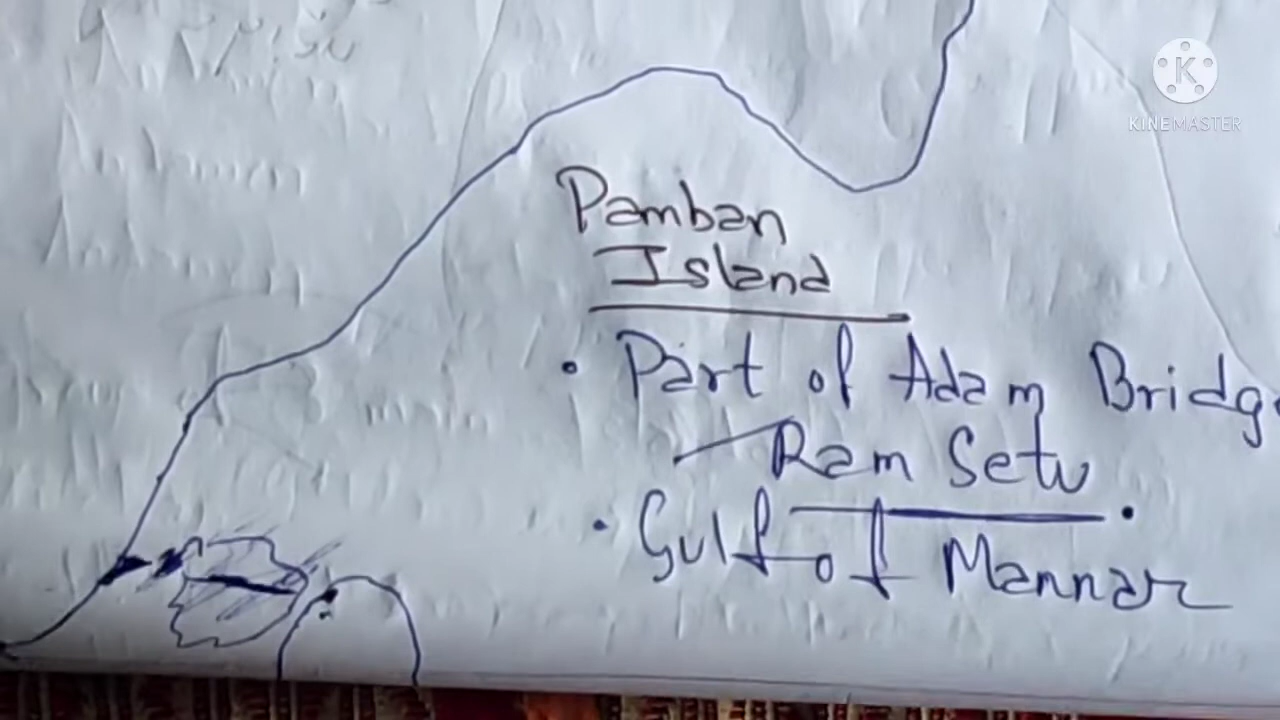 KINEMASTER
Pamban
Island
• Part of Adam Bridg
Ram Setu
• Gulf of Mannar